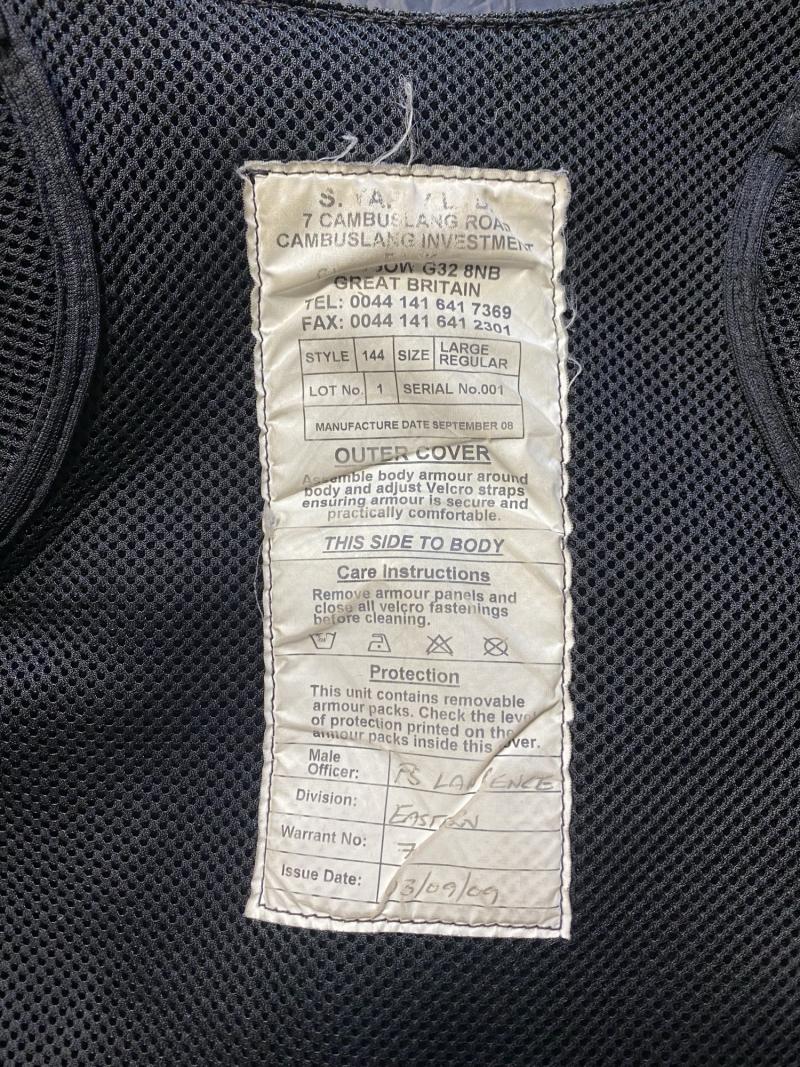 7 CAMBUSLANG ROAD
CAMBUSLANG INVESTMENT
G32 8NB
GREAT BRITAIN
TEL: 0044 141 641 7369
FAX: 0044 141 641 2301
STYLE 144 SIZE LARGE REGULAR
LOT No. 1 SERIAL No.001
MANUFACTURE DATE SEPTEMBER 08
OUTER COVER
Assemble body armour around
body and adjust Velcro straps
ensuring armour is secure and
practically comfortable.
THIS SIDE TO BODY
Care Instructions
Remove armour panels and
close all velcro fastenings
before cleaning.
Protection
This unit contains removable
armour packs. Check the level
of protection printed on the
armour packs inside this cover.
Male Officer: PS LAWRENCE
Division: EASTERN
Warrant No: 7
Issue Date: 13/09/09